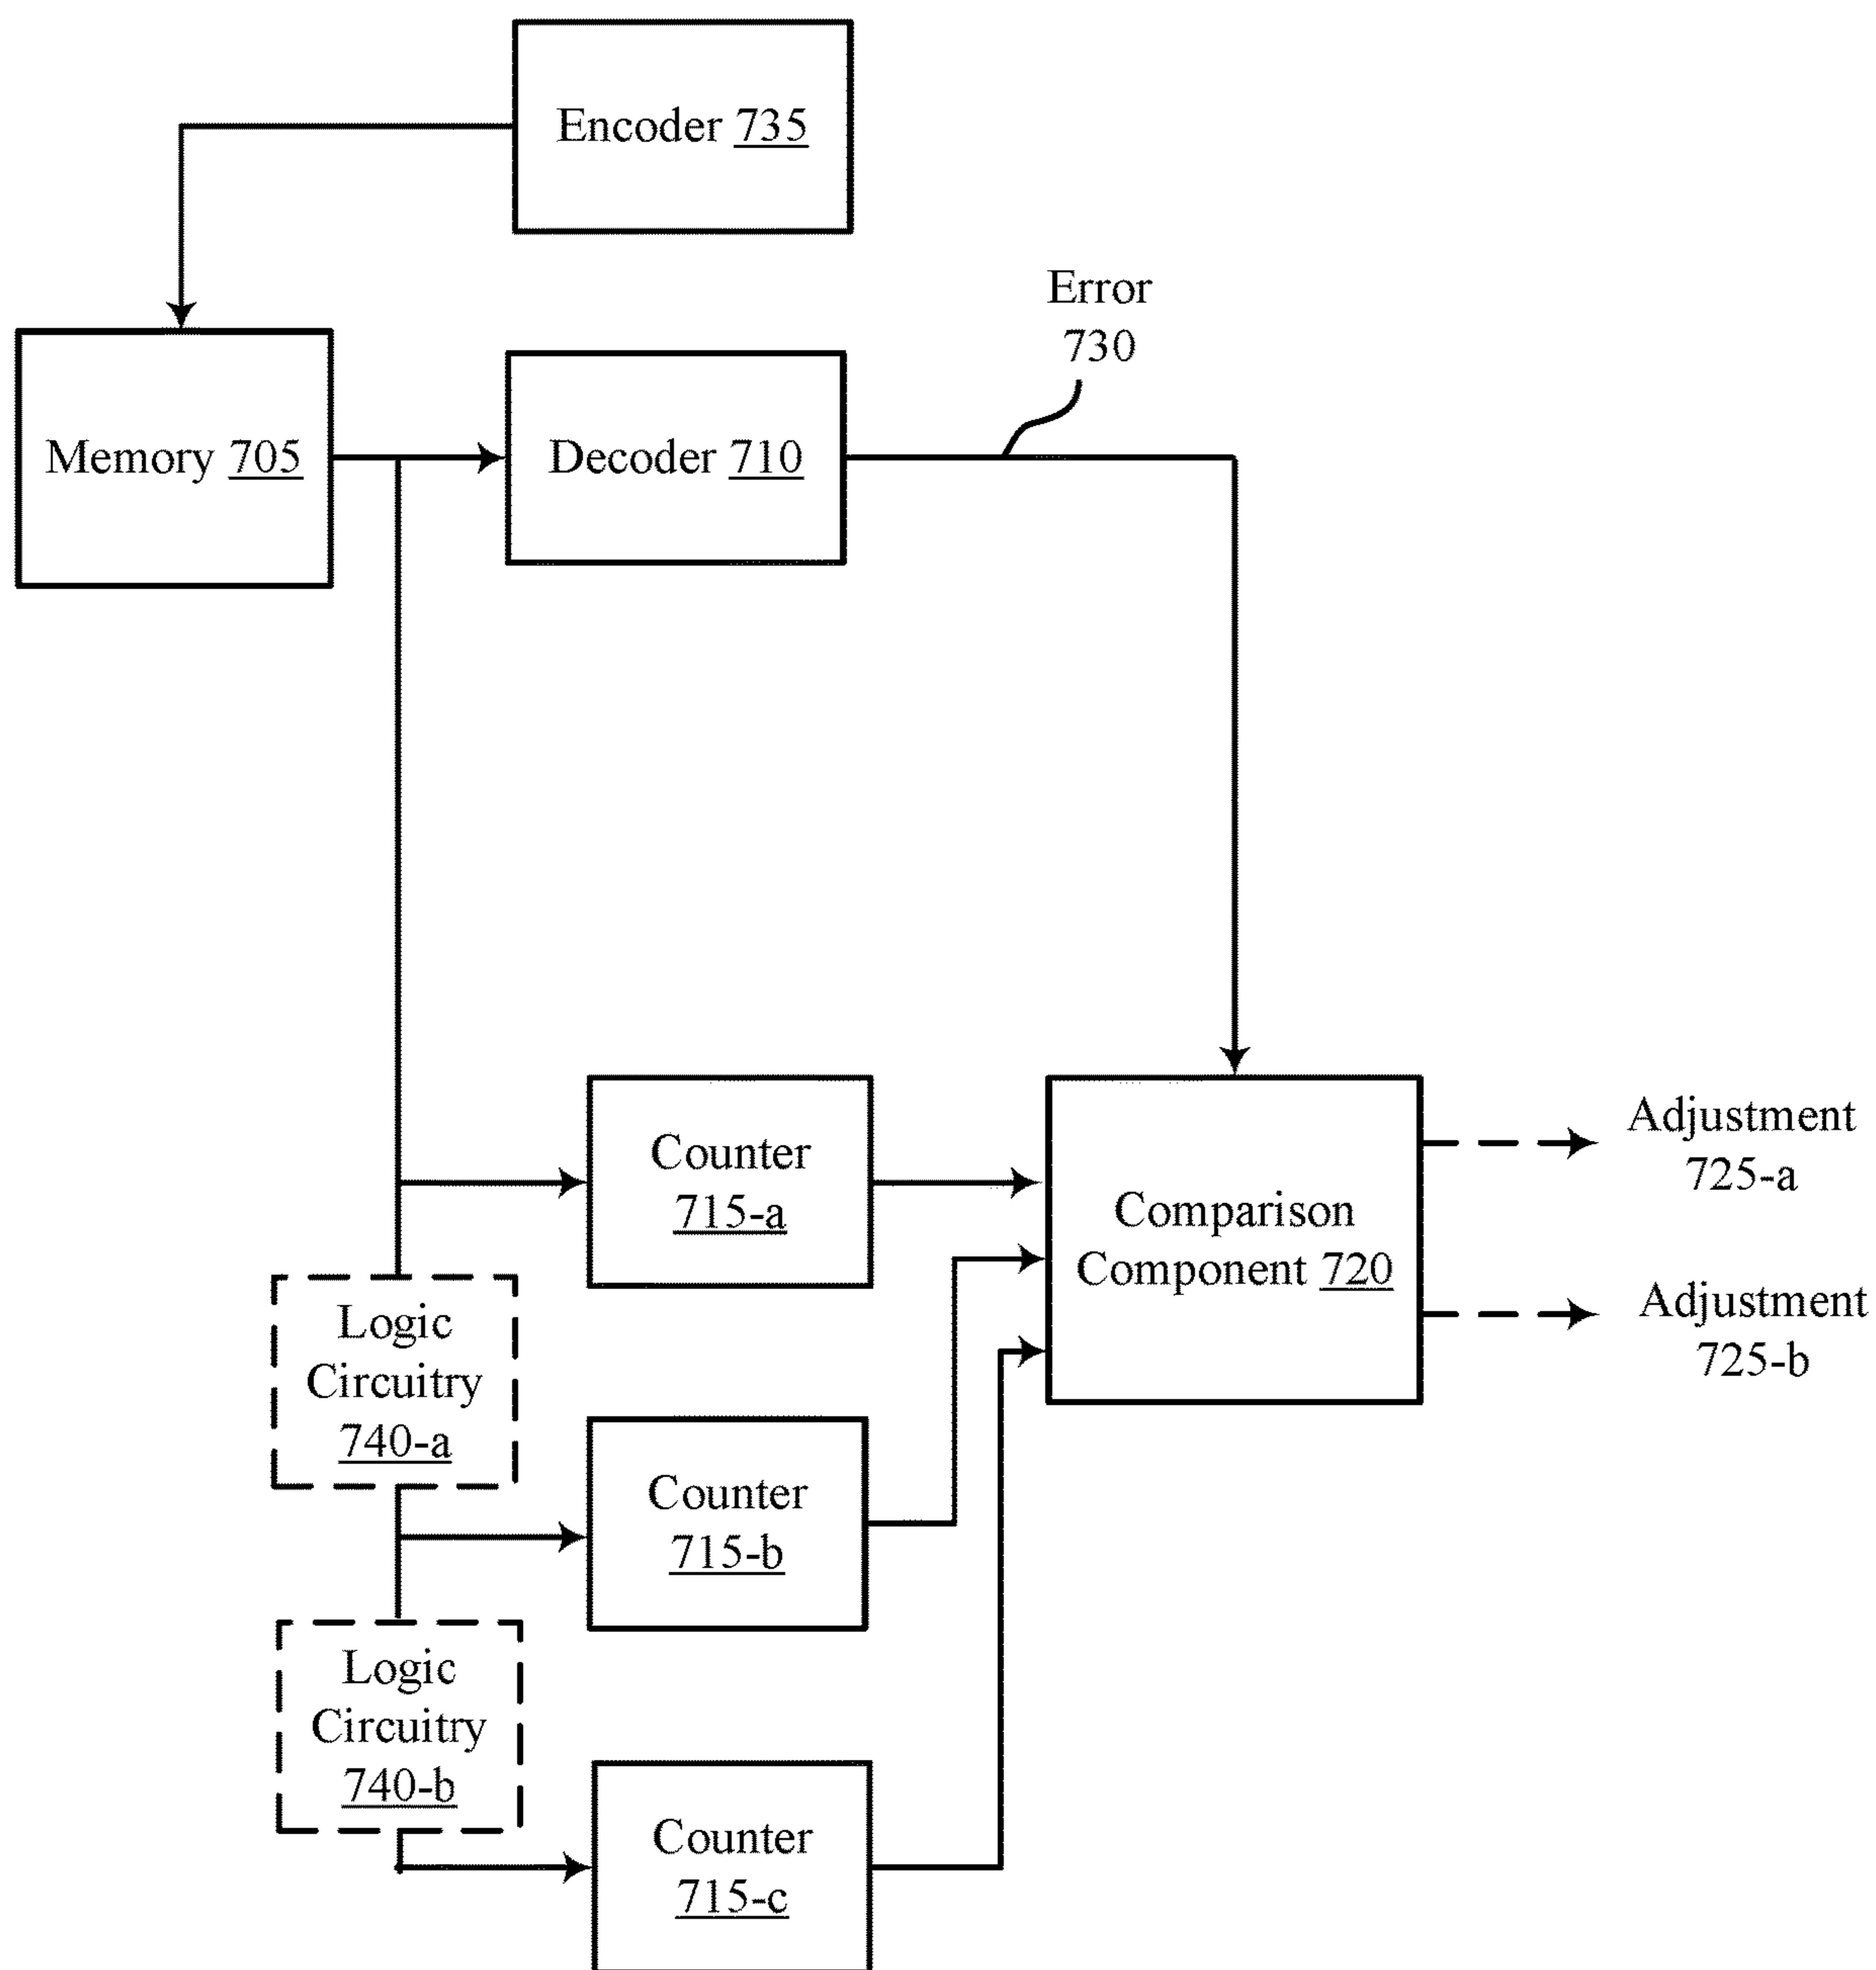 Encoder 735
Error
730
Memory 705
Decoder 710
Counter
715-a
Comparison
Component 720
Adjustment
725-a
Adjustment
725-b
Logic
Circuitry
740-a
Counter
715-b
Logic
Circuitry
740-b
Counter
715-c